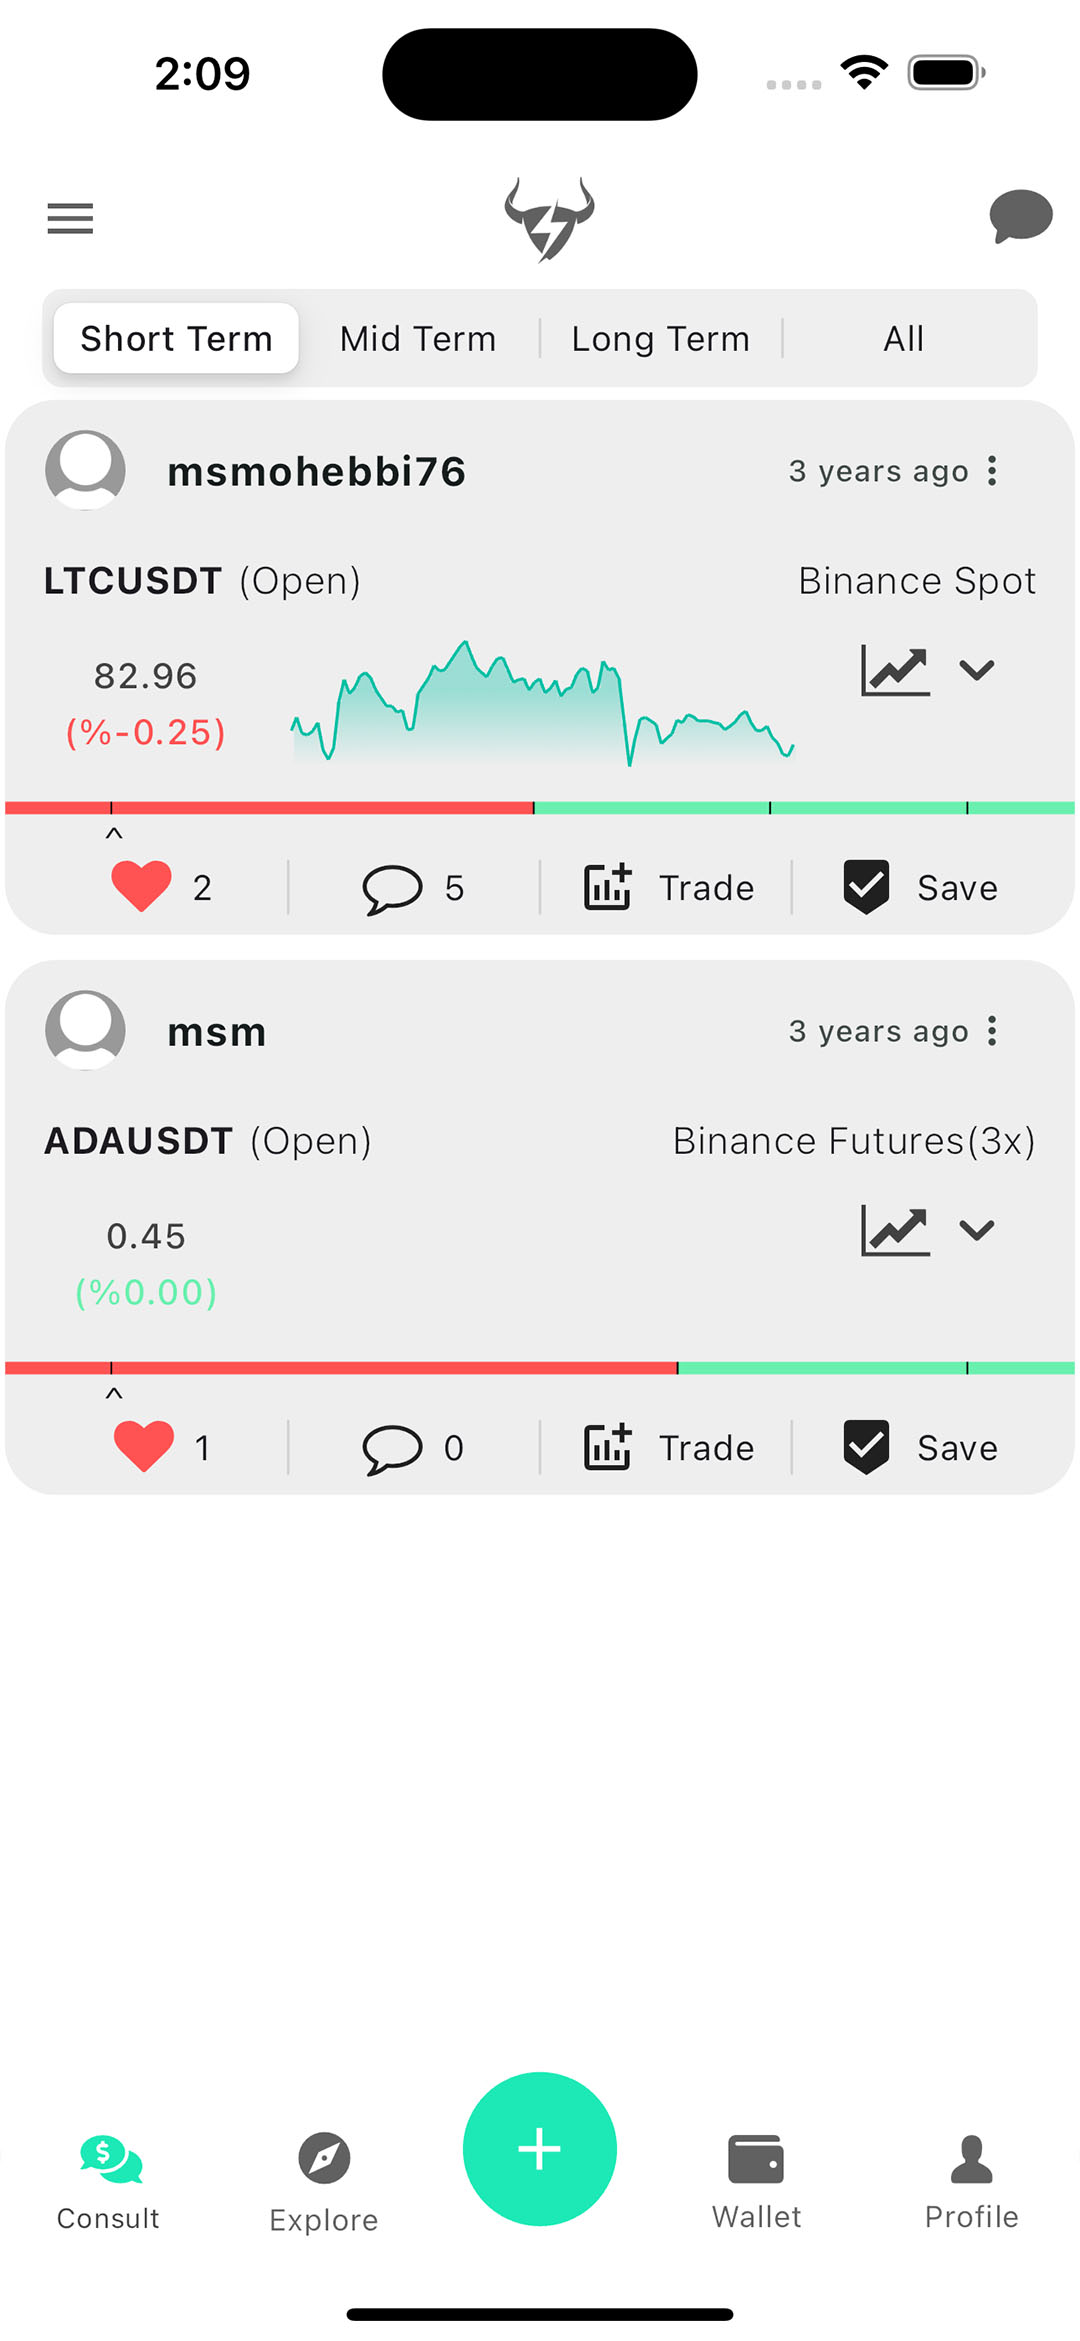 2:09
Short Term Mid Term Long Term All
msmohebbi76 3 years ago
LTCUSDT (Open) Binance Spot
82.96
(%-0.25)
^
2 5 Trade Save
msm 3 years ago
ADAUSDT (Open) Binance Futures(3x)
0.45
(%0.00)
^
1 0 Trade Save
$
+
Consult Explore Wallet Profile